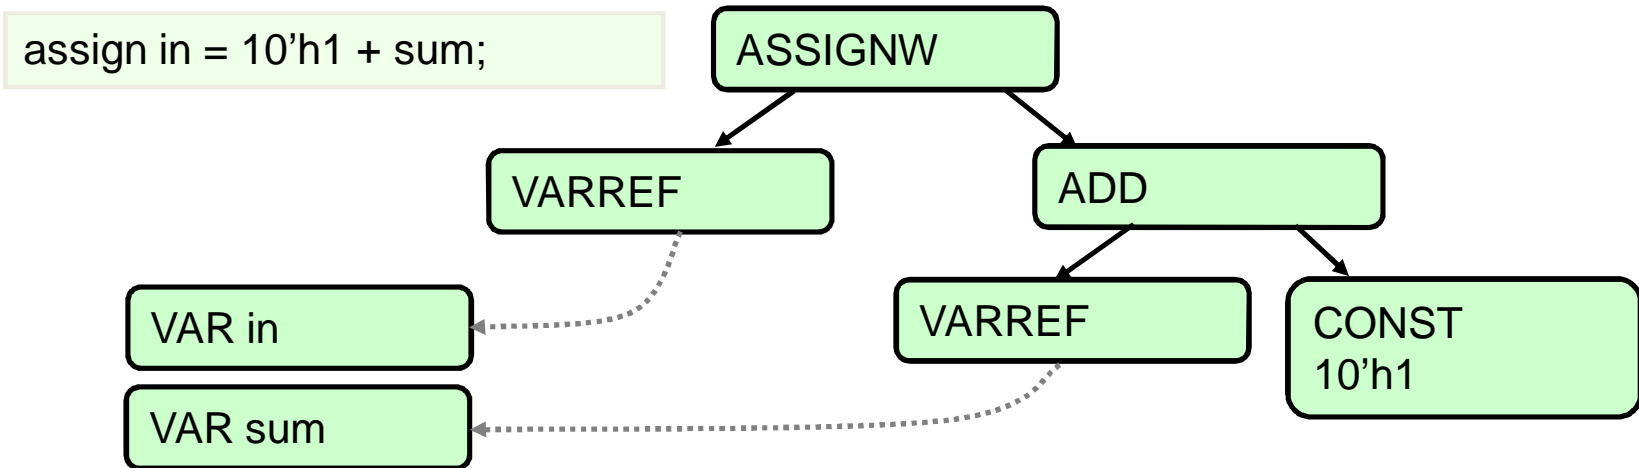 assign in = 10’h1 + sum;
ASSIGNW
VARREF
ADD
VAR in
VARREF
CONST
10’h1
VAR sum